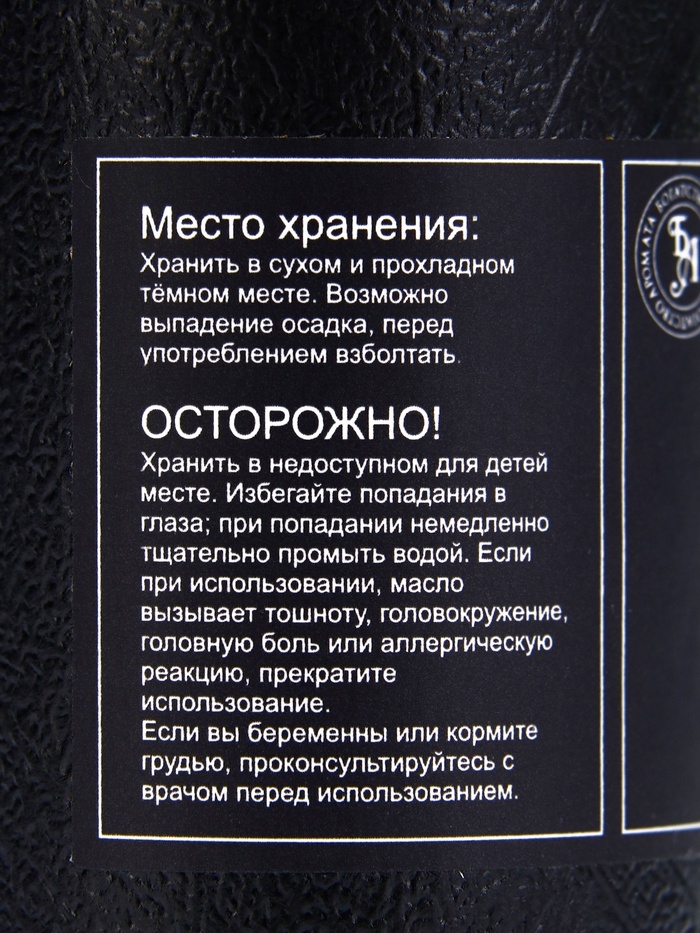 Место хранения:
Хранить в сухом и прохладном
тёмном месте. Возможно
выпадение осадка, перед
употреблением взболтать.
ОСТОРОЖНО!
Хранить в недоступном для детей
месте. Избегайте попадания в
глаза; при попадании немедленно
тщательно промыть водой. Если
при использовании, масло
вызывает тошноту, головокружение,
головную боль или аллергическую
реакцию, прекратите
использование.
Если вы беременны или кормите
грудью, проконсультируйтесь с
врачом перед использованием.
АРОМАТА